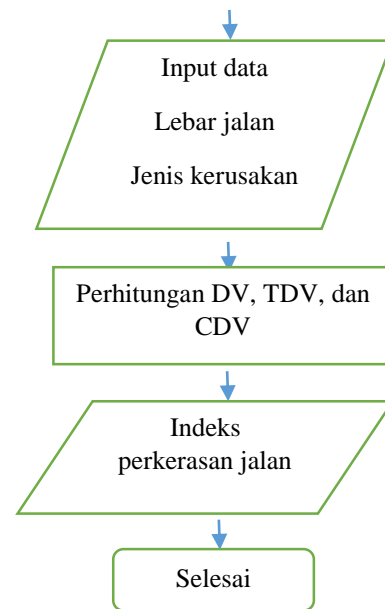 Input data
Lebar jalan
Jenis kerusakan
Perhitungan DV, TDV, dan
CDV
Indeks
perkerasan jalan
Selesai